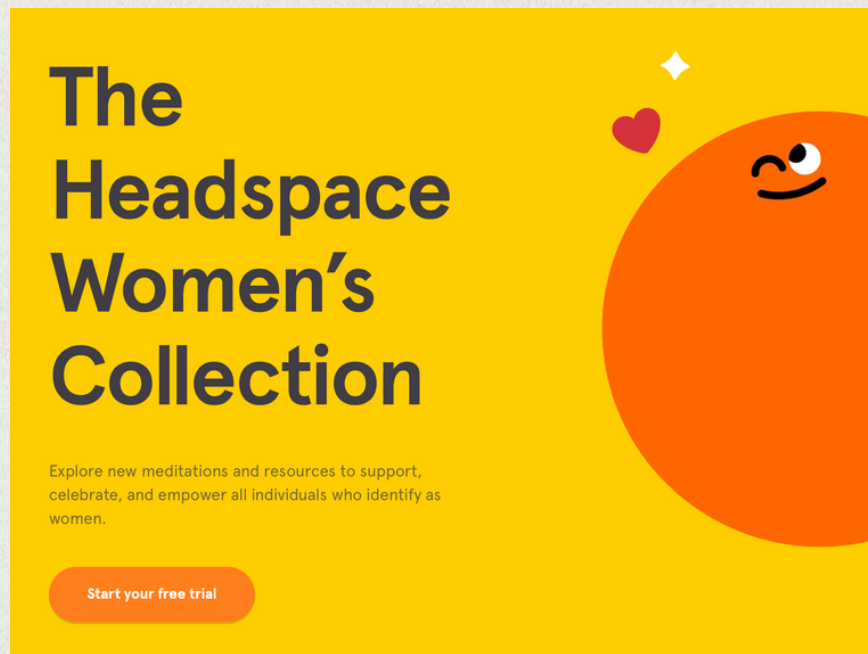 The
Headspace
Women’s
Collection
Explore new meditations and resources to support,
celebrate, and empower all individuals who identify as
women.
Start your free trial